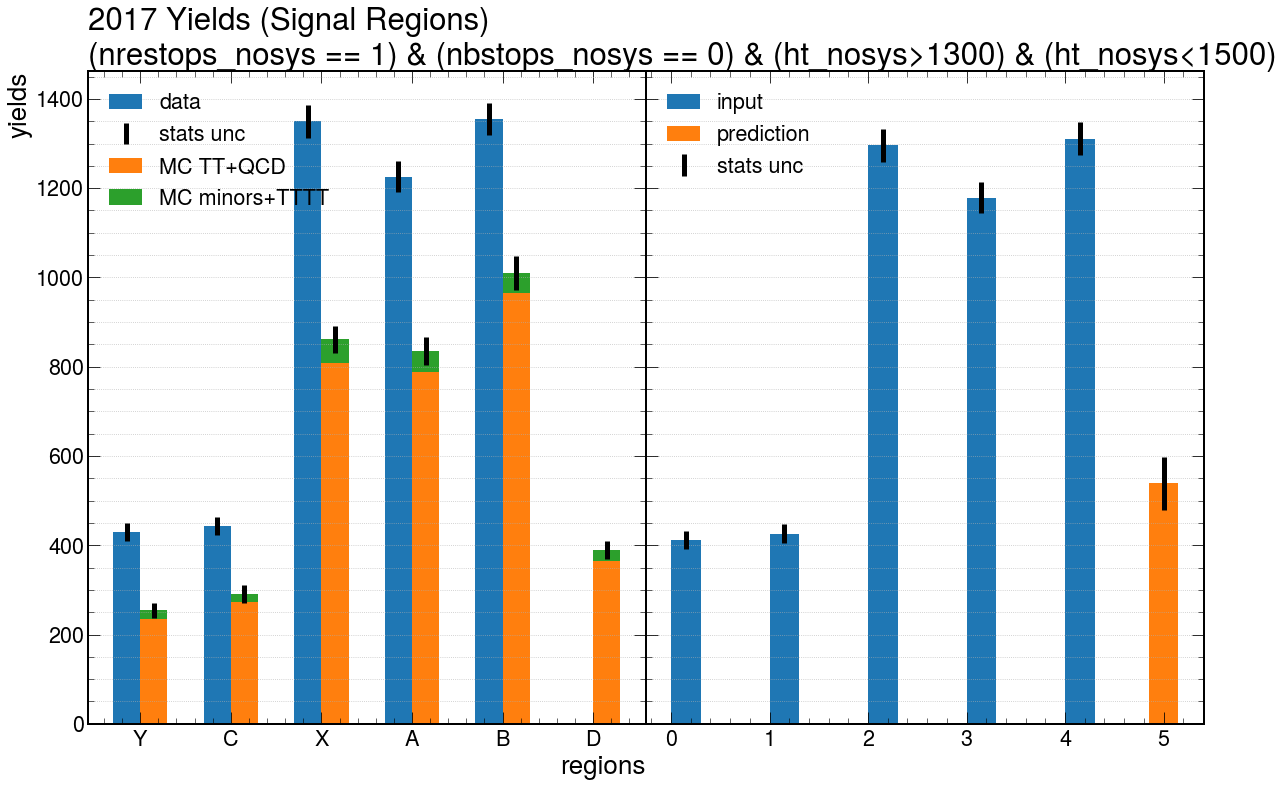 2017 Yields (Signal Regions)
(nrestops_nosys == 1) & (nbstops_nosys == 0) & (ht_nosys>1300) & (ht_nosys<1500)
yields
1400
1200
1000
800
600
400
200
0
data
stats unc
MC TT+QCD
MC minors+TTTT
input
prediction
stats unc
Y C X A B D
0 1 2 3 4 5
regions